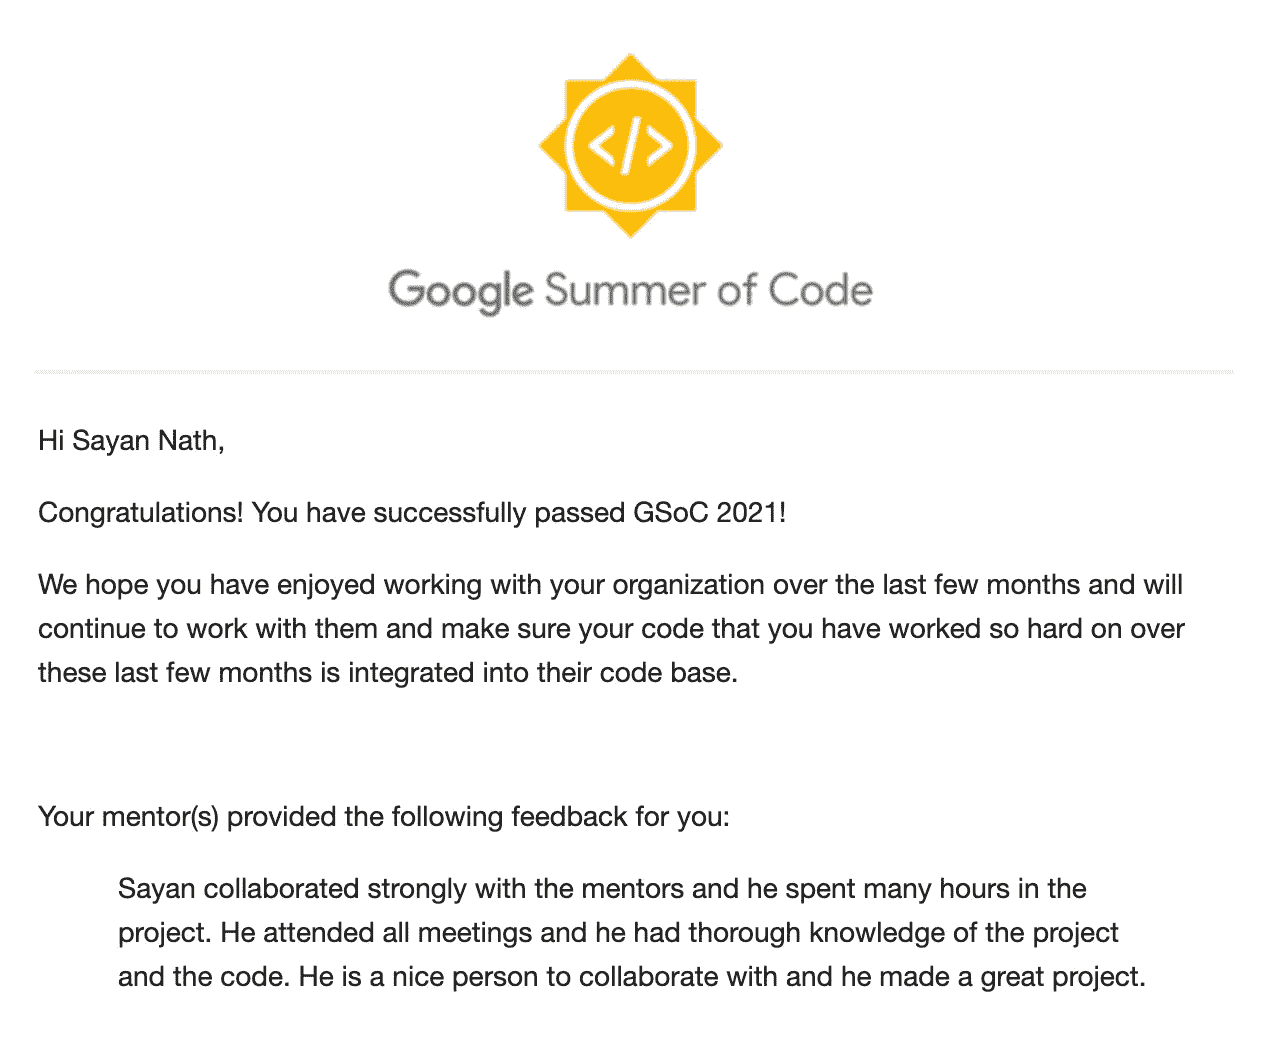 </>
Google Summer of Code
Hi Sayan Nath,
Congratulations! You have successfully passed GSoC 2021!
We hope you have enjoyed working with your organization over the last few months and will
continue to work with them and make sure your code that you have worked so hard on over
these last few months is integrated into their code base.
Your mentor(s) provided the following feedback for you:
Sayan collaborated strongly with the mentors and he spent many hours in the
project. He attended all meetings and he had thorough knowledge of the project
and the code. He is a nice person to collaborate with and he made a great project.